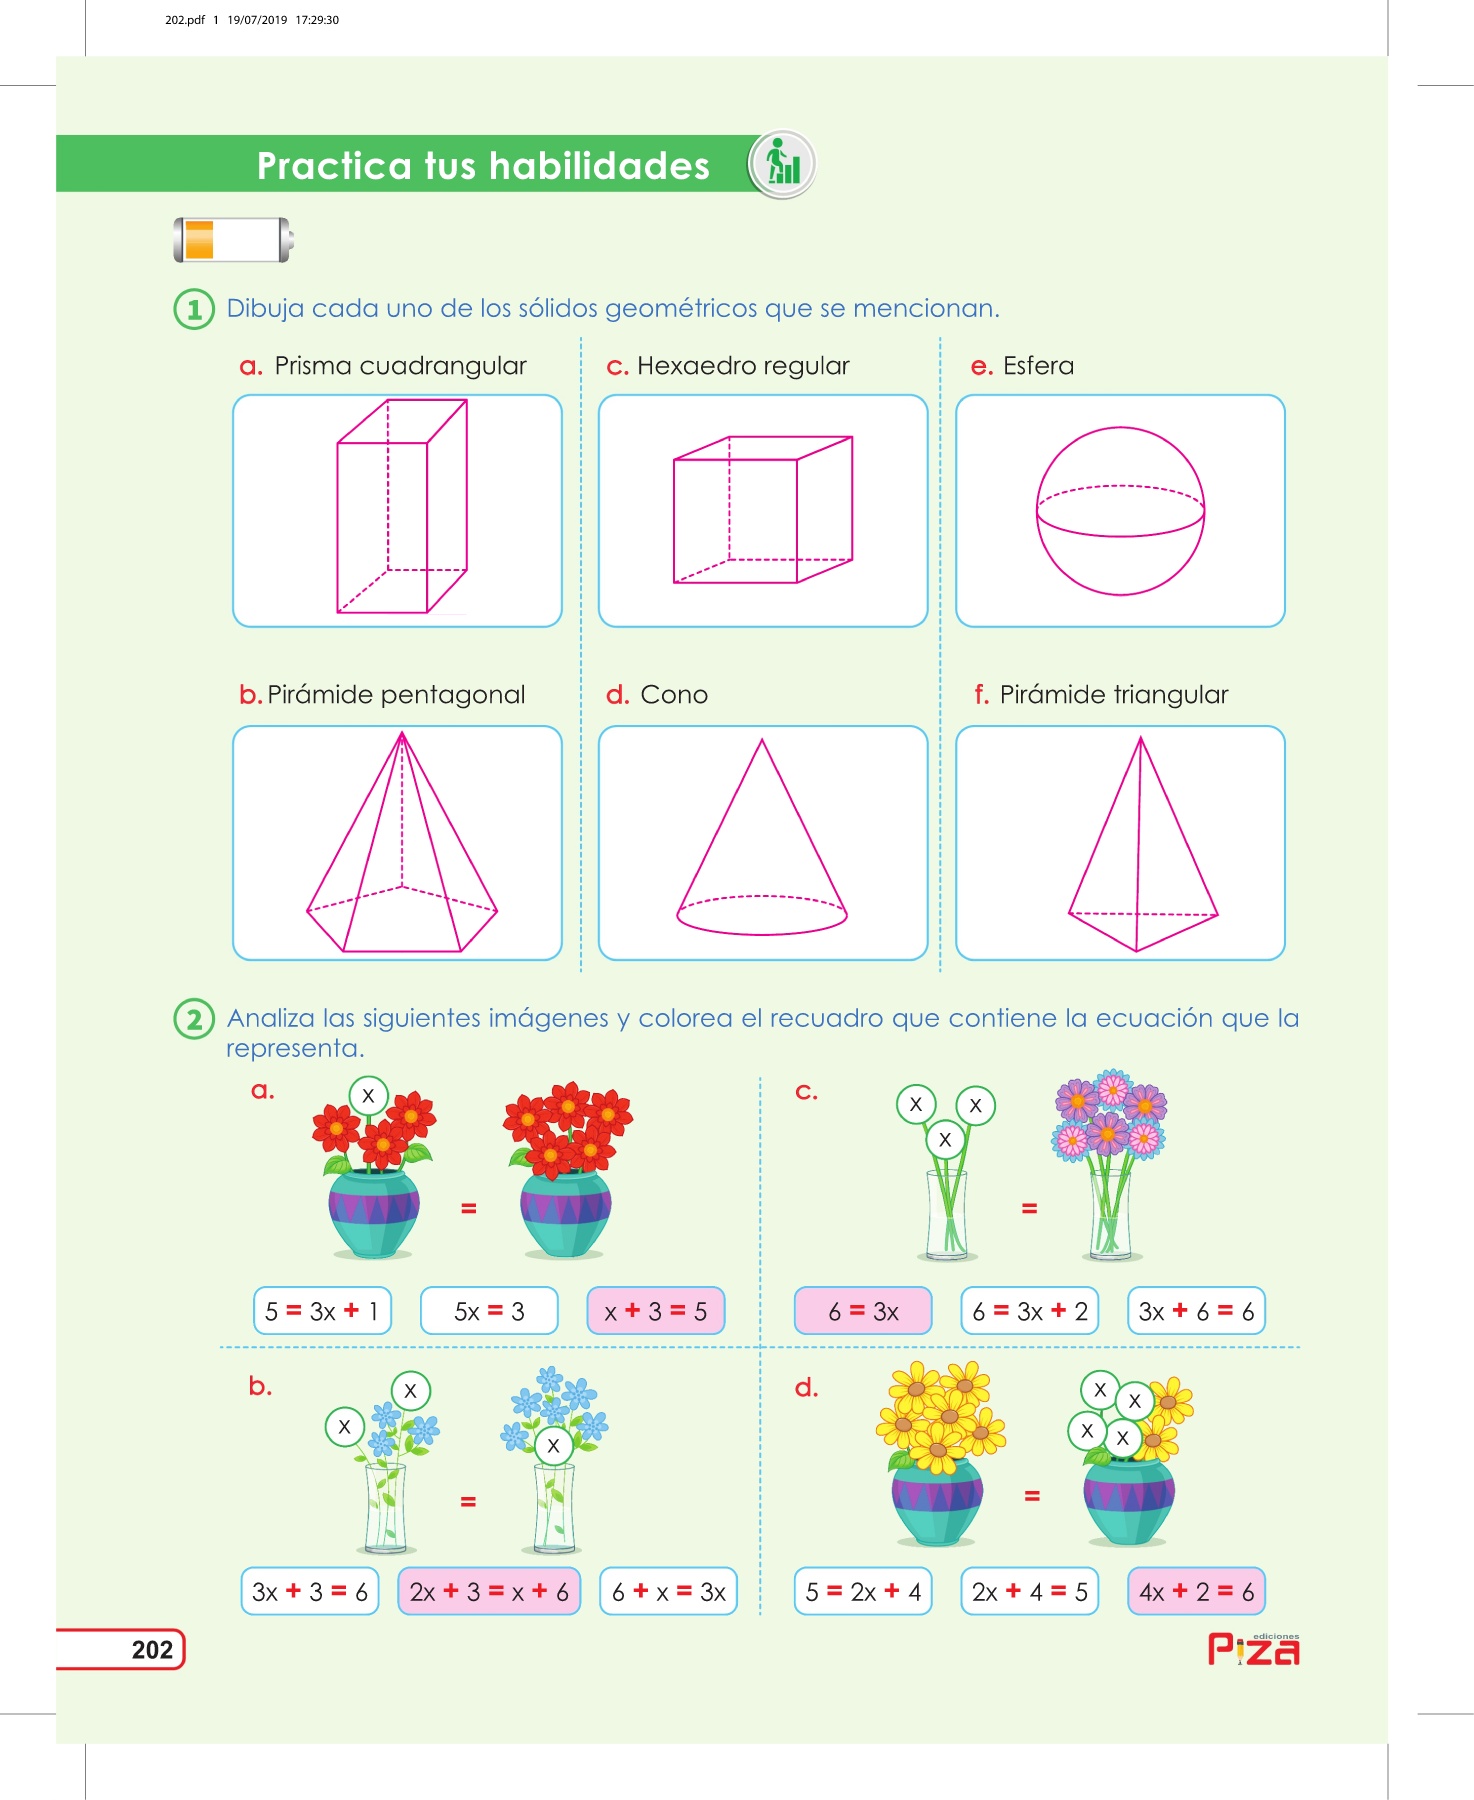 202.pdf 1 19/07/2019 17:29:30
Practica tus habilidades
1 Dibuja cada uno de los sólidos geométricos que se mencionan.
a. Prisma cuadrangular
c. Hexaedro regular
e. Esfera
b. Pirámide pentagonal
d. Cono
f. Pirámide triangular
2 Analiza las siguientes imágenes y colorea el recuadro que contiene la ecuación que la
representa.
a.
X
=
5 = 3x + 1
5x = 3
x + 3 = 5
c.
X X
X
=
6 = 3x
6 = 3x + 2
3x + 6 = 6
b.
X
X
=
X
3x + 3 = 6
2x + 3 = x + 6
6 + x = 3x
d.
=
X X
X X
5 = 2x + 4
2x + 4 = 5
4x + 2 = 6
202
ediciones
Piza